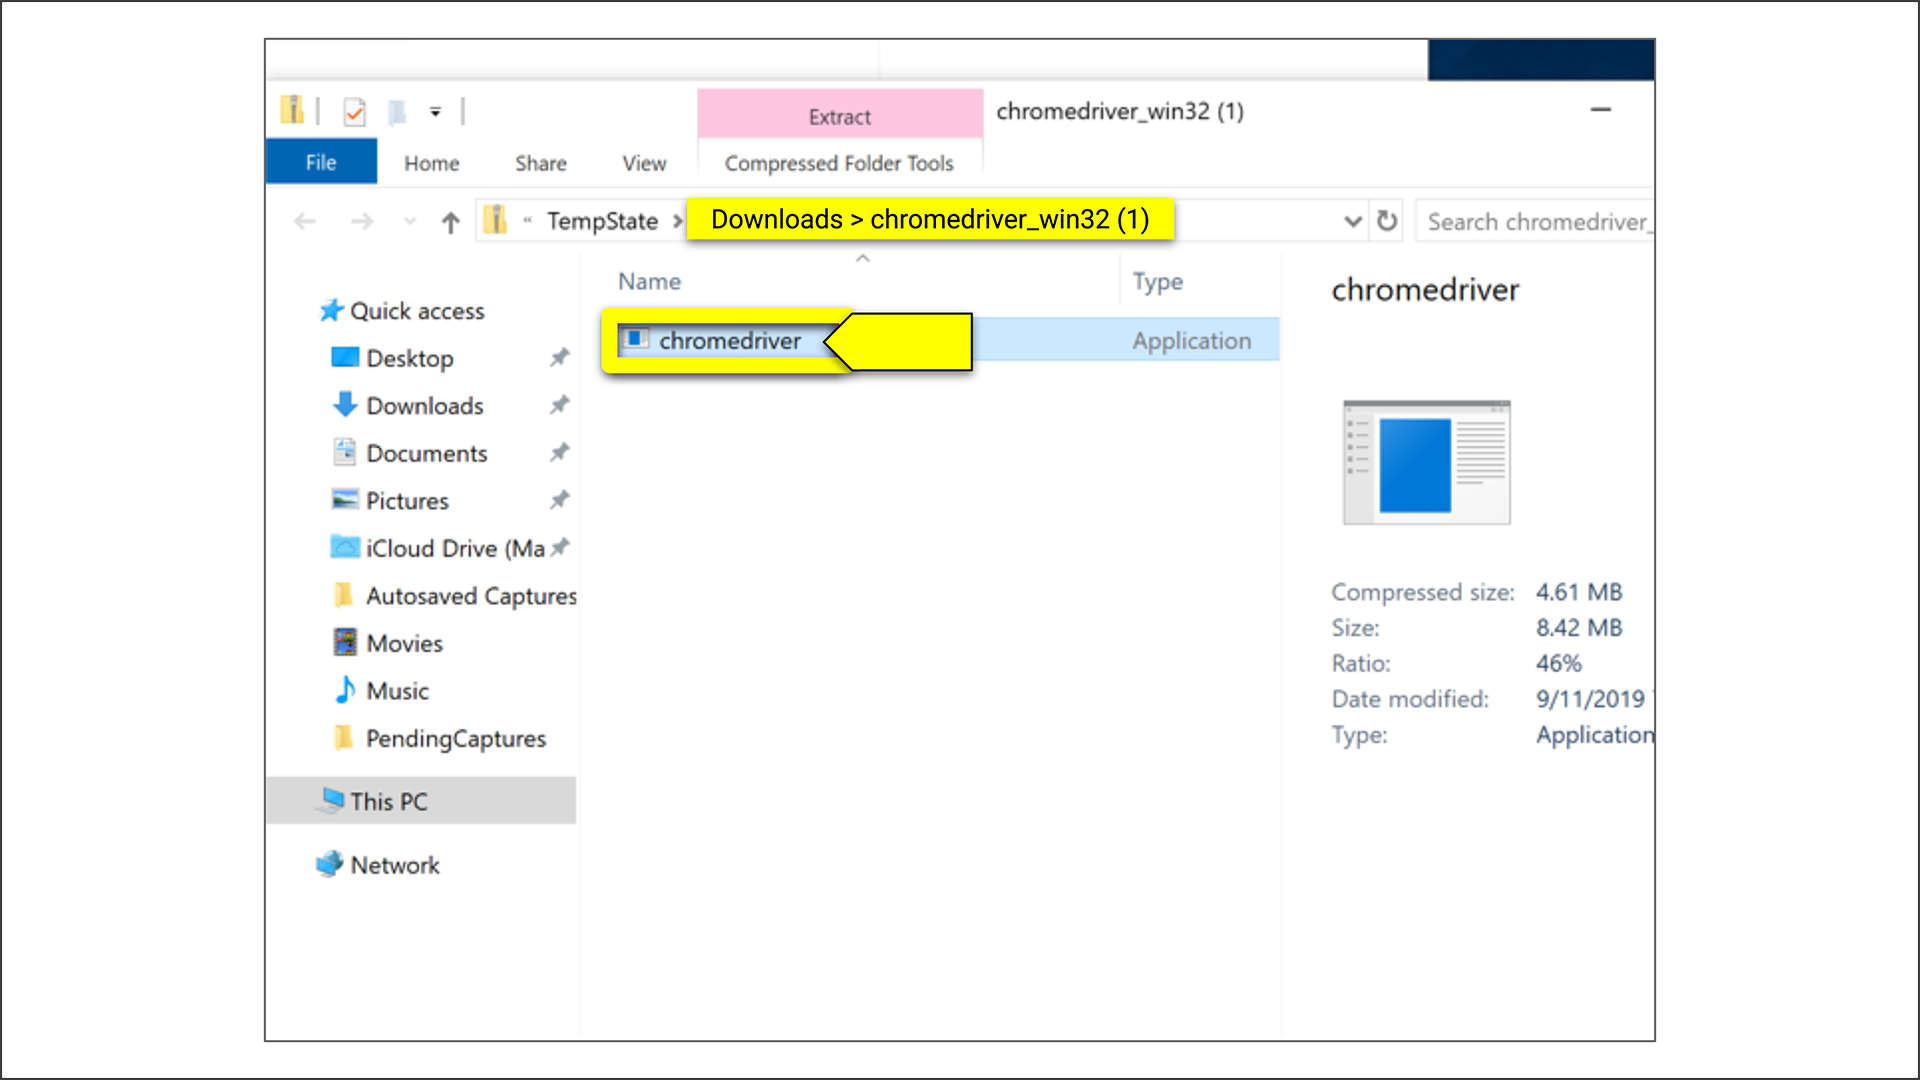 Extract
chromedriver_win32 (1)
File
Home
Share
View
Compressed Folder Tools
« TempState > Downloads > chromedriver_win32 (1)
Search chromedriver_
Name
Type
chromedriver
Application
Quick access
Desktop
Downloads
Documents
Pictures
iCloud Drive (Ma
Autosaved Captures
Movies
Music
PendingCaptures
This PC
Network
chromedriver
Compressed size: 4.61 MB
Size: 8.42 MB
Ratio: 46%
Date modified: 9/11/2019
Type: Application